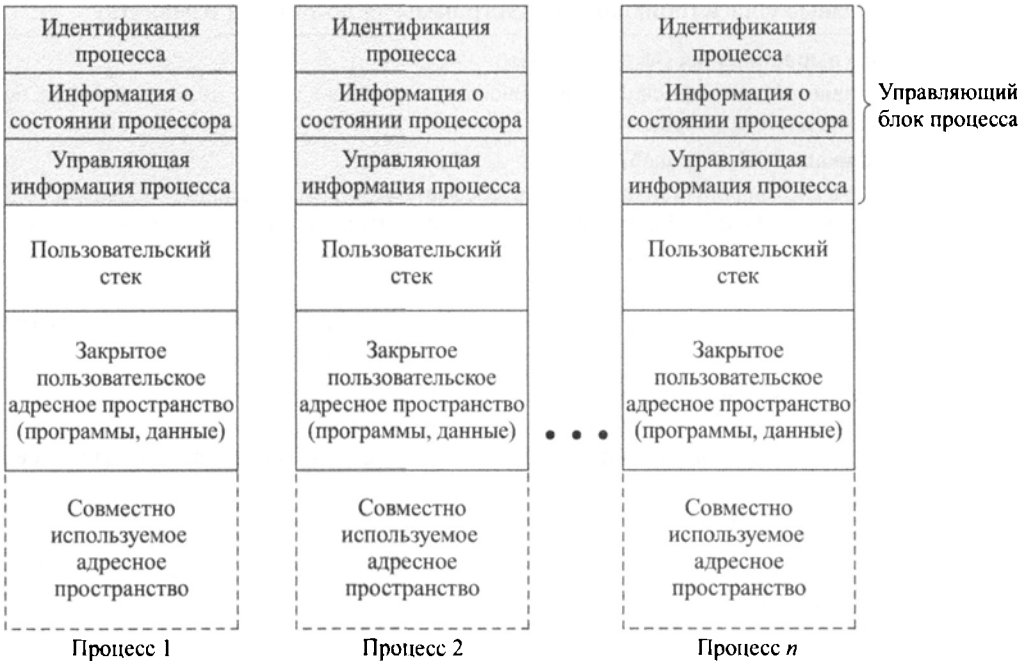 Идентификация
процесса
Информация о
состоянии процессора
Управляющая
информация процесса
Пользовательский
стек
Закрытое
пользовательское
адресное пространство
(программы, данные)
Совместно
используемое
адресное
пространство
Процесс 1
Идентификация
процесса
Информация о
состоянии процессора
Управляющая
информация процесса
Пользовательский
стек
Закрытое
пользовательское
адресное пространство
(программы, данные)
Совместно
используемое
адресное
пространство
Процесс 2
• • •
Идентификация
процесса
Информация о
состоянии процессора
Управляющая
информация процесса
Пользовательский
стек
Закрытое
пользовательское
адресное пространство
(программы, данные)
Совместно
используемое
адресное
пространство
Процесс n
Управляющий
блок процесса